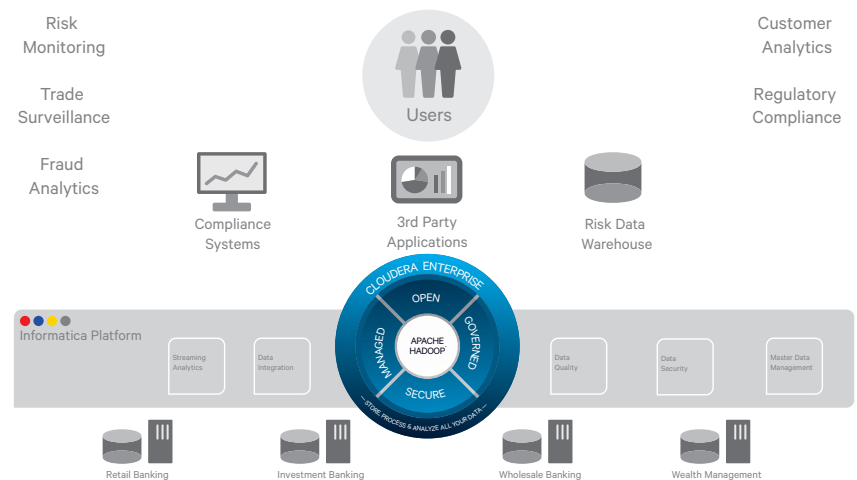 Risk
Monitoring
Trade
Surveillance
Fraud
Analytics
Users
Customer
Analytics
Regulatory
Compliance
Compliance
Systems
3rd Party
Applications
Risk Data
Warehouse
Informatica Platform
Streaming
Analytics
Data
Integration
CLOUDERA ENTERPRISE
OPEN
MANAGED
APACHE
HADOOP
GOVERNED
SECURE
— STORE, PROCESS & ANALYZE ALL YOUR DATA —
Data
Quality
Data
Security
Master Data
Management
Retail Banking
Investment Banking
Wholesale Banking
Wealth Management